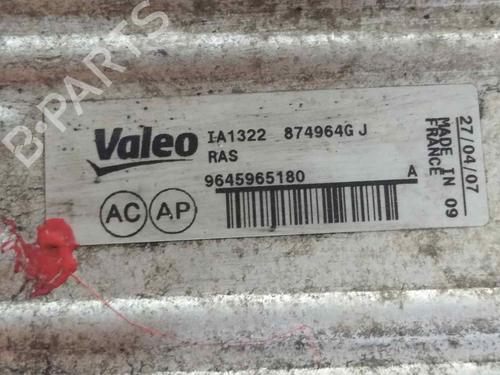 Valeo
IA1322 874964G J
RAS
9645965180 A
AC AP
27/04/07
MADE IN 09
FRANCE
B-PARTS